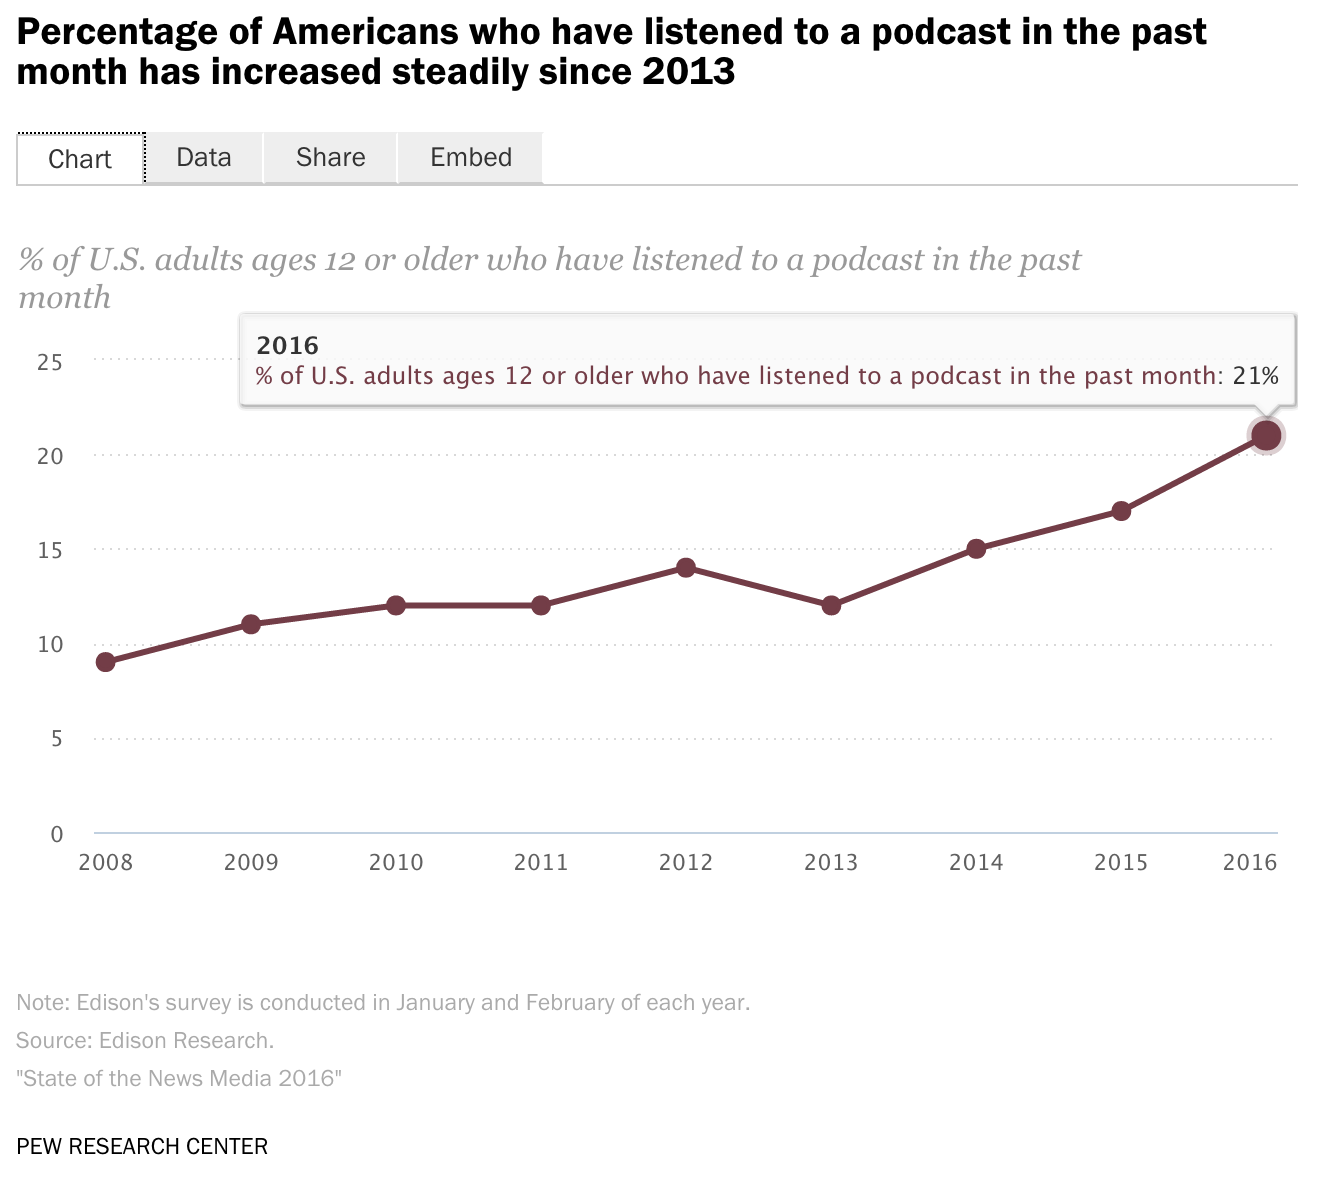 Percentage of Americans who have listened to a podcast in the past
month has increased steadily since 2013
Chart
Data
Share
Embed
% of U.S. adults ages 12 or older who have listened to a podcast in the past
month
2016
% of U.S. adults ages 12 or older who have listened to a podcast in the past month: 21%
25
20
15
10
5
0
2008
2009
2010
2011
2012
2013
2014
2015
2016
Note: Edison's survey is conducted in January and February of each year.
Source: Edison Research.
"State of the News Media 2016"
PEW RESEARCH CENTER